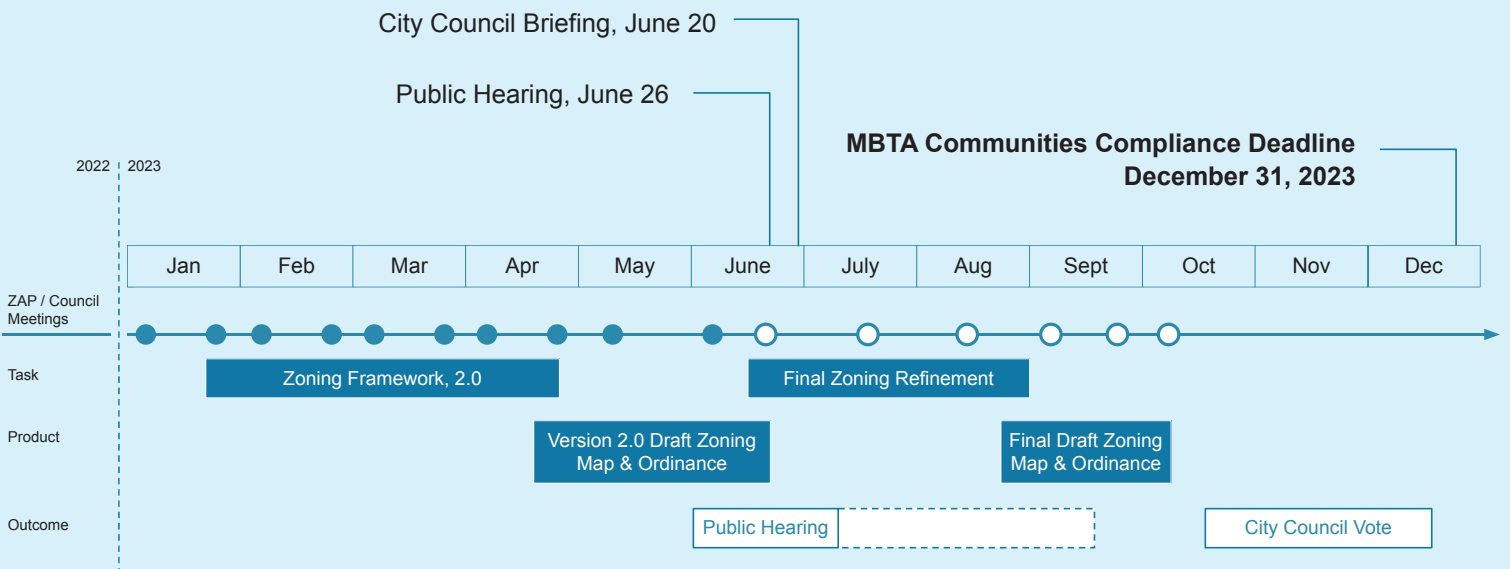 City Council Briefing, June 20
Public Hearing, June 26
MBTA Communities Compliance Deadline
December 31, 2023
2022 2023
Jan Feb Mar Apr May June July Aug Sept Oct Nov Dec
ZAP / Council
Meetings
Task
Zoning Framework, 2.0
Final Zoning Refinement
Product
Version 2.0 Draft Zoning
Map & Ordinance
Final Draft Zoning
Map & Ordinance
Outcome
Public Hearing
City Council Vote